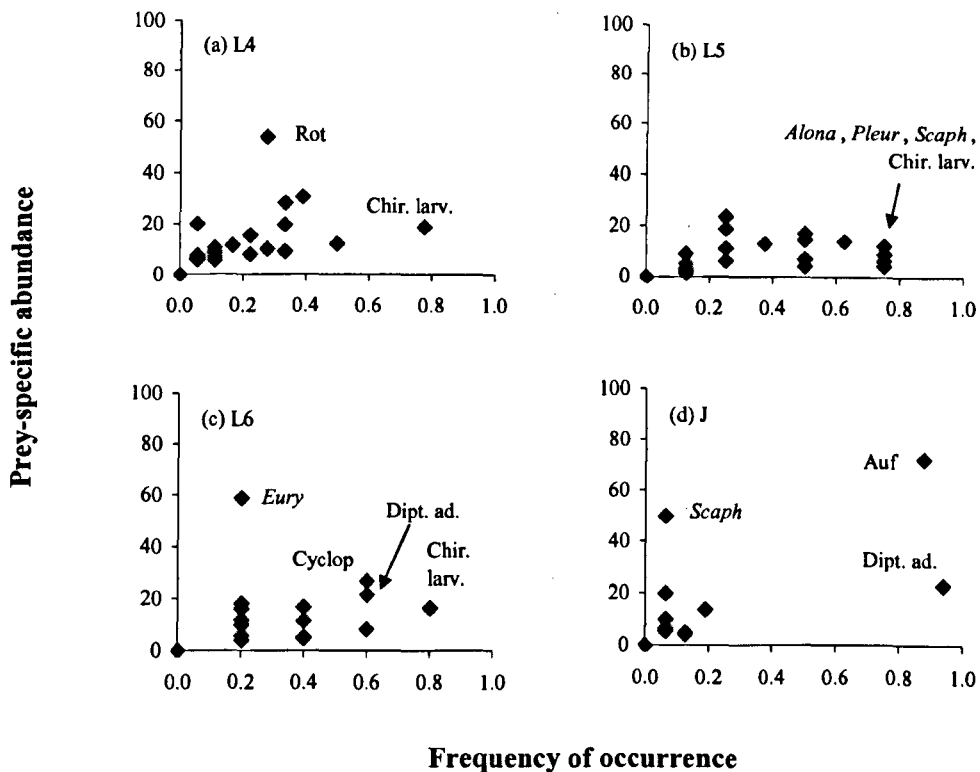 Prey-specific abundance
(a) L4
100
80
60
40
20
0
Rot
Chir. larv.
0.0 0.2 0.4 0.6 0.8 1.0
(b) L5
100
80
60
40
20
0
Alona, Pleur, Scaph,
Chir. larv.
0.0 0.2 0.4 0.6 0.8 1.0
(c) L6
100
80
60
40
20
0
Eury
Dipt. ad.
Cyclop
Chir.
larv.
0.0 0.2 0.4 0.6 0.8 1.0
(d) J
100
80
60
40
20
0
Auf
Scaph
Dipt. ad.
0.0 0.2 0.4 0.6 0.8 1.0
Frequency of occurrence